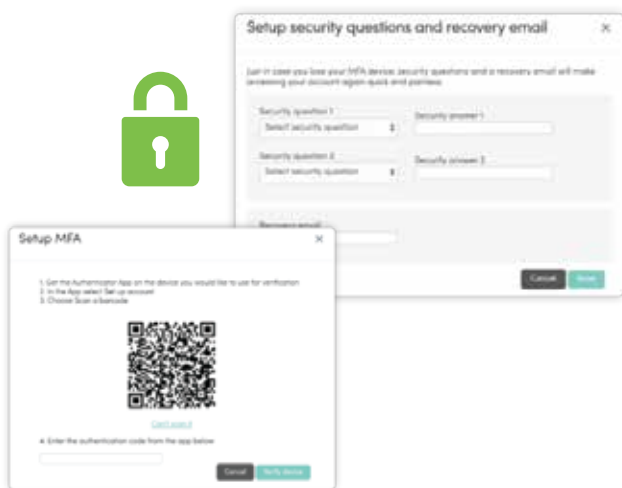 Setup security questions and recovery email
Just in case you lose your MFA device, security questions and a recovery email will make
accessing your account again quick and painless.
Security question 1
Security answer 1
Select security question
Security question 2
Security answer 2
Select security question
Recovery email
Cancel
Save
Setup MFA
1. Get the Authenticator App on the device you would like to use for verification
2. In the App select Set up account
3. Choose Scan a barcode
Can't scan it
4. Enter the authentication code from the app below
Cancel
Verify device